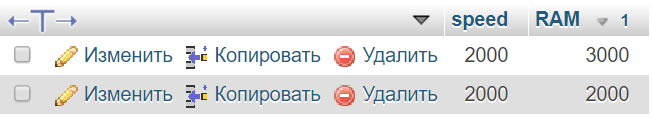 speed RAM 1
Изменить Копировать Удалить 2000 3000
Изменить Копировать Удалить 2000 2000